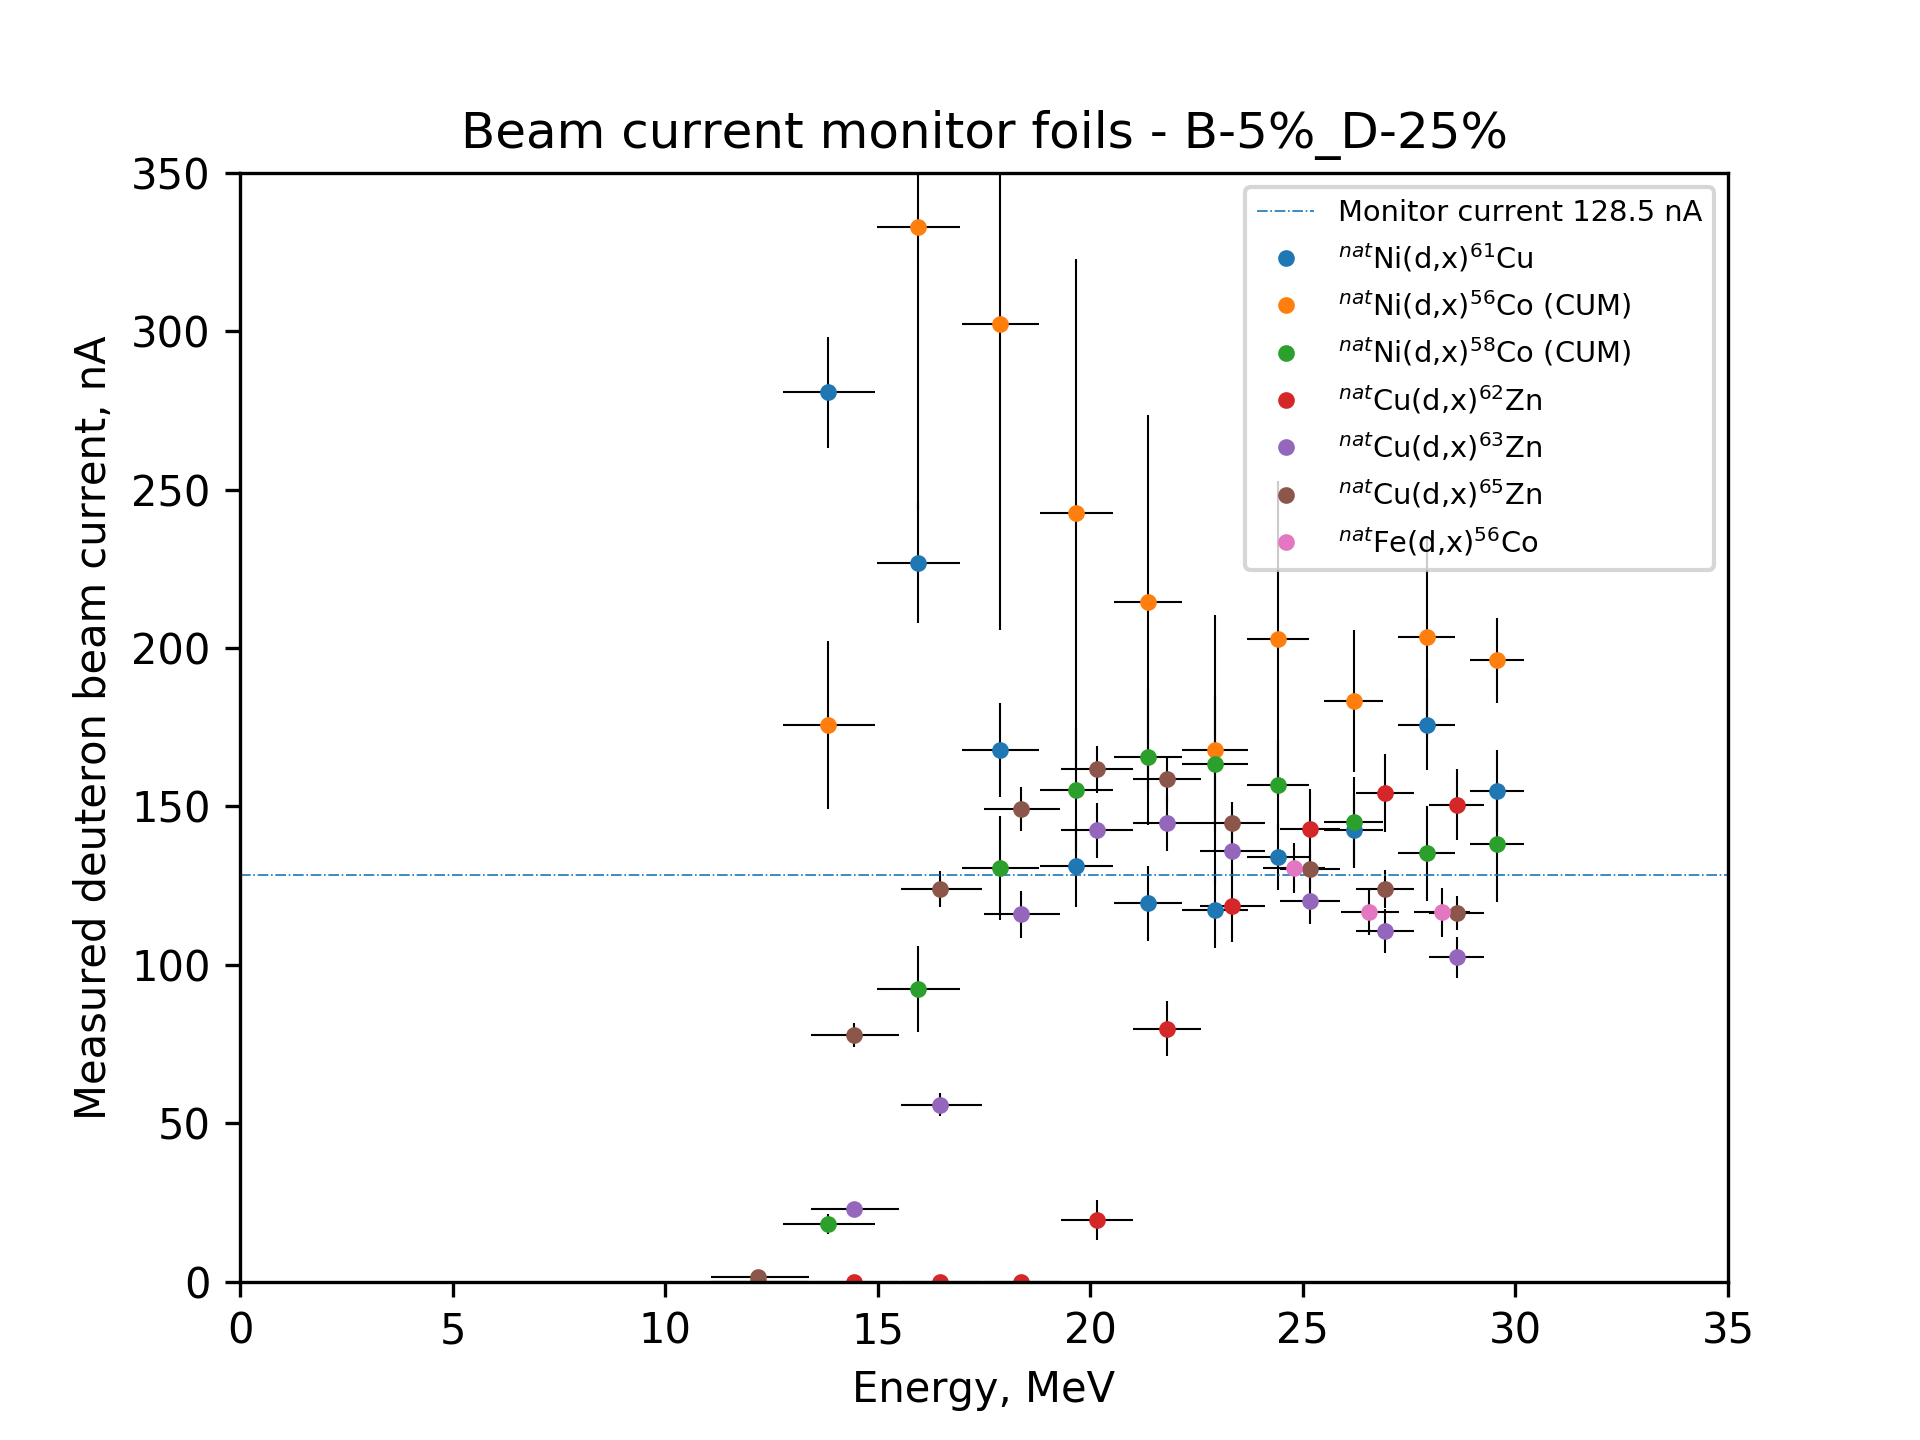 Beam current monitor foils - B-5%_D-25%
Measured deuteron beam current, nA
350
300
250
200
150
100
50
0
Monitor current 128.5 nA
natNi(d,x)61Cu
natNi(d,x)56Co (CUM)
natNi(d,x)58Co (CUM)
natCu(d,x)62Zn
natCu(d,x)63Zn
natCu(d,x)65Zn
natFe(d,x)56Co
0 5 10 15 20 25 30 35
Energy, MeV